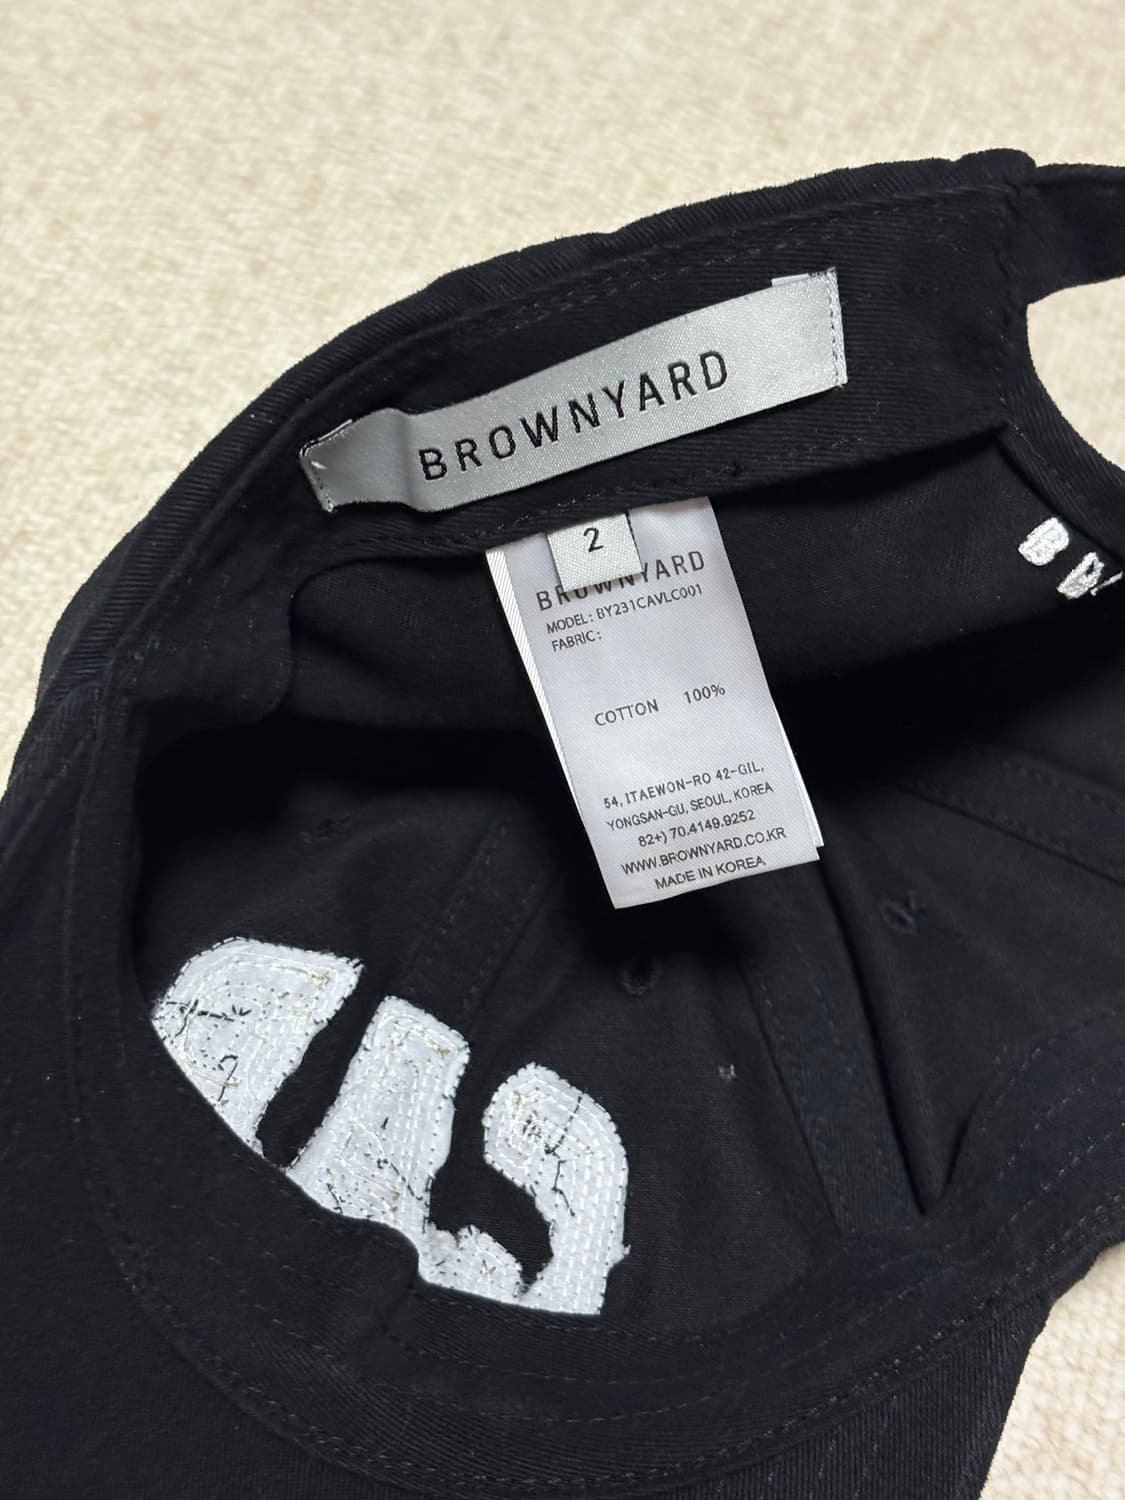 BROWNYARD
2
BROWNYARD
MODEL: BY231CAVLC001
FABRIC:
COTTON 100%
54, ITAEWON-RO 42-GIL,
YONGSAN-GU, SEOUL, KOREA
82+) 70.4149.9252
WWW.BROWNYARD.CO.KR
MADE IN KOREA